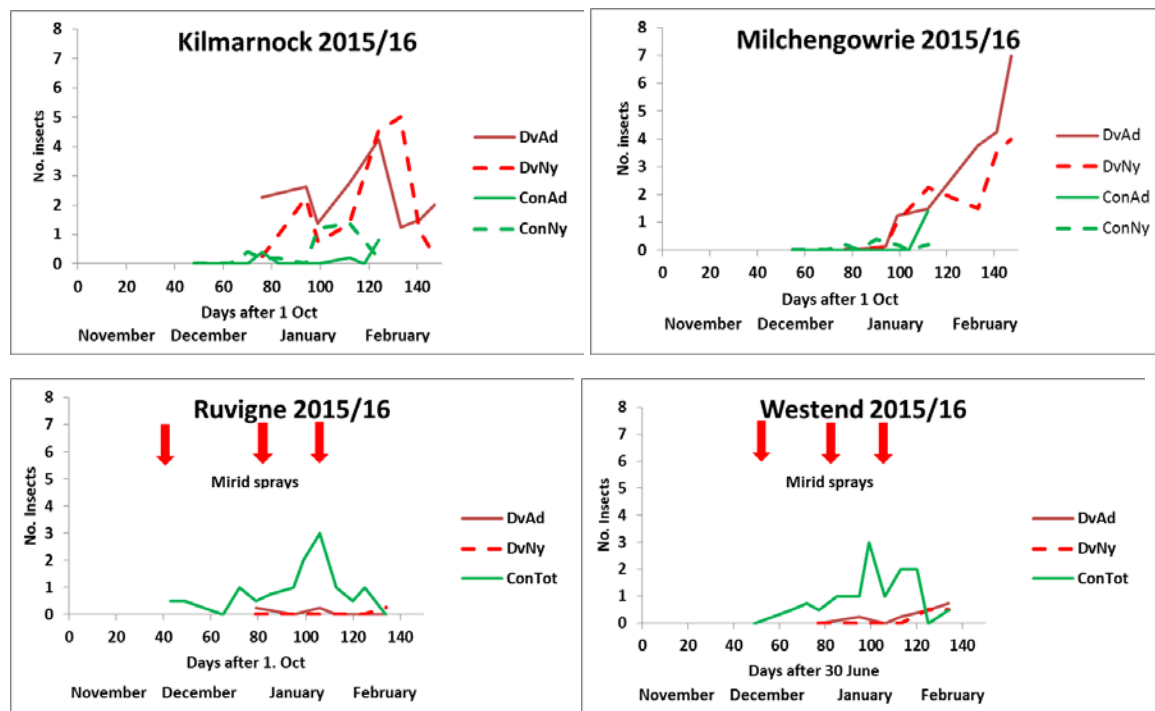 Kilmarnock 2015/16
No. insects
8
7
6
5
4
3
2
1
0
0 20 40 60 80 100 120 140
Days after 1 Oct
November December January February
DvAd
DvNy
ConAd
ConNy
Milchengowrie 2015/16
No. insects
8
7
6
5
4
3
2
1
0
0 20 40 60 80 100 120 140
Days after 1 Oct
November December January February
DvAd
DvNy
ConAd
ConNy
Ruvigne 2015/16
No. Insects
8
7
6
5
4
3
2
1
0
Mirid sprays
0 20 40 60 80 100 120 140
Days after 1. Oct
November December January February
DvAd
DvNy
ConTot
Westend 2015/16
No. Insects
8
7
6
5
4
3
2
1
0
Mirid sprays
0 20 40 60 80 100 120 140
Days after 30 June
November December January February
DvAd
DvNy
ConTot